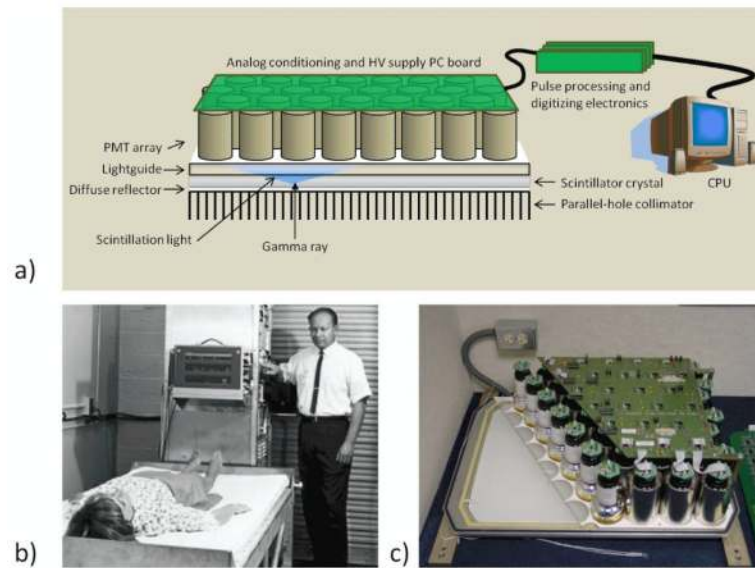 Analog conditioning and HV supply PC board
Pulse processing and
digitizing electronics
PMT array
Lightguide
Diffuse reflector
Scintillator crystal
CPU
Parallel-hole collimator
Scintillation light
Gamma ray
a)
b)
c)